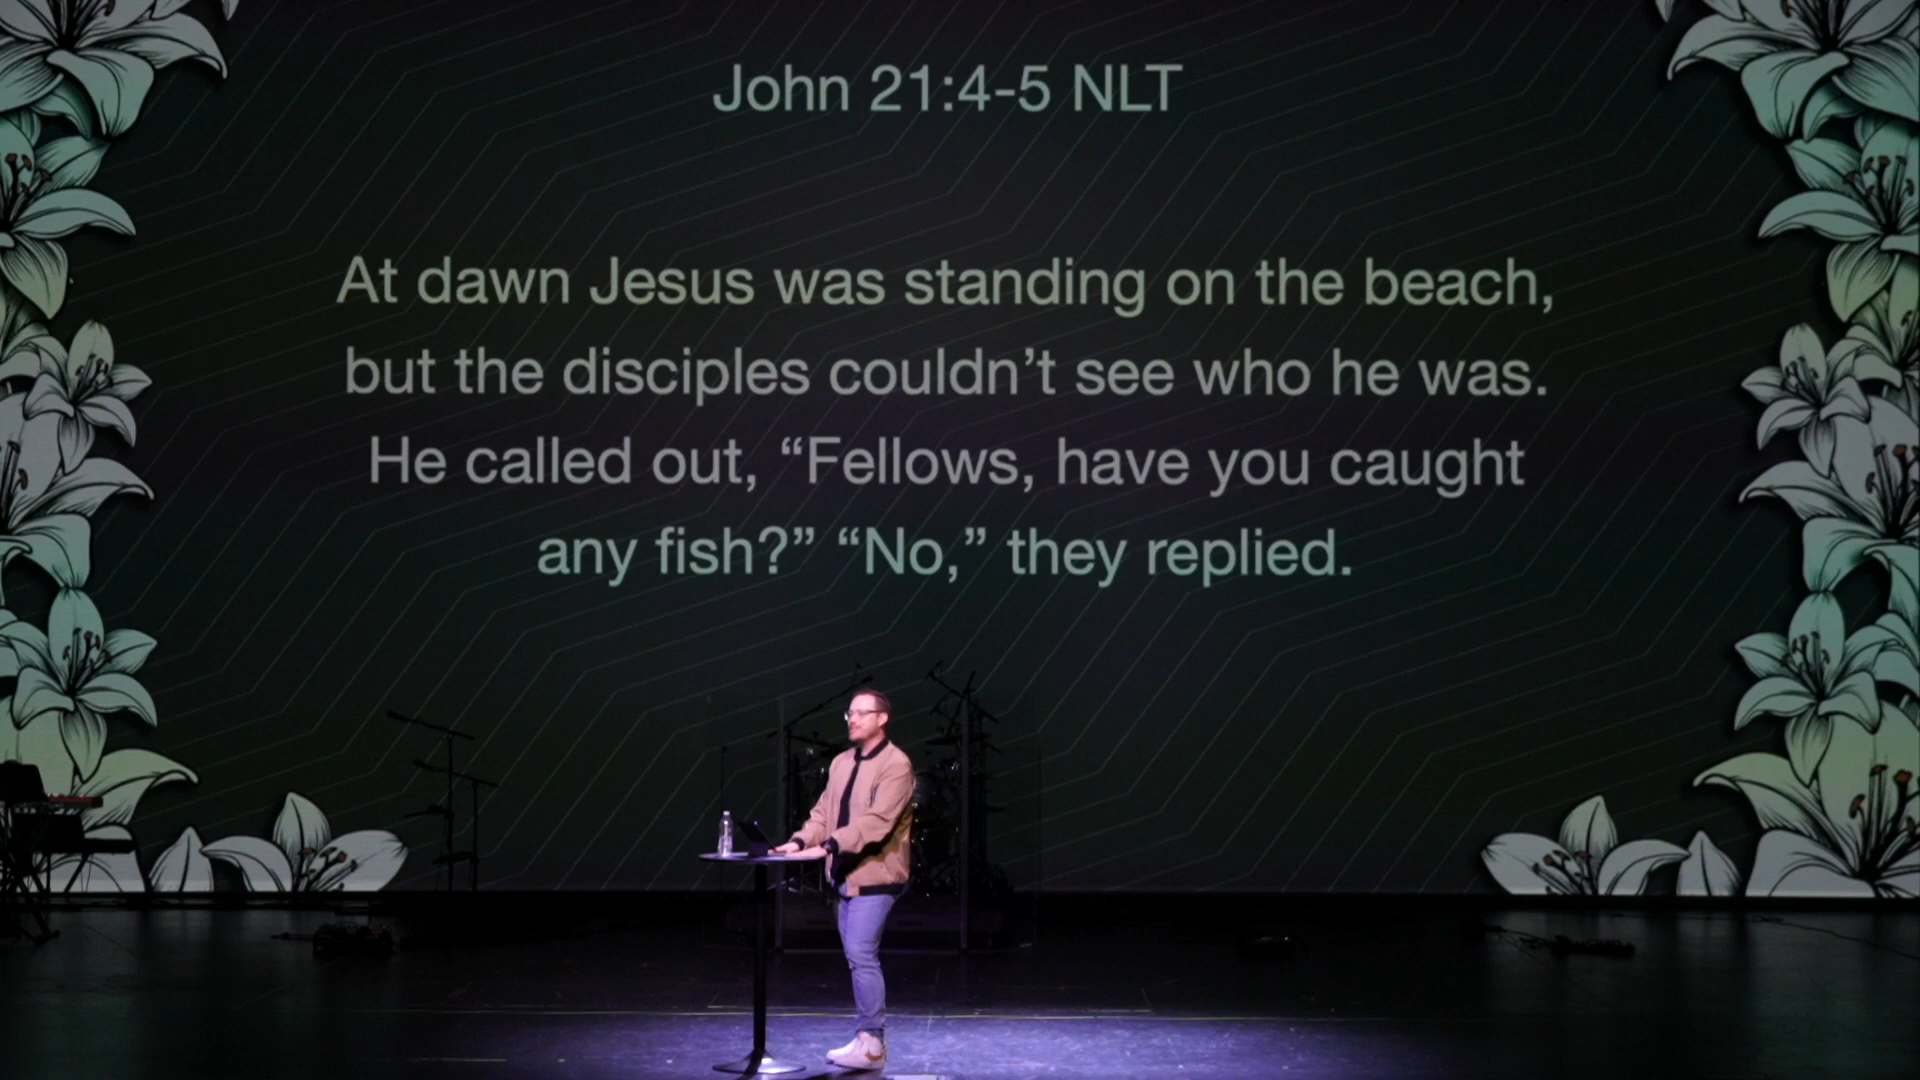 John 21:4-5 NLT
At dawn Jesus was standing on the beach,
but the disciples couldn’t see who he was.
He called out, “Fellows, have you caught
any fish?” “No,” they replied.